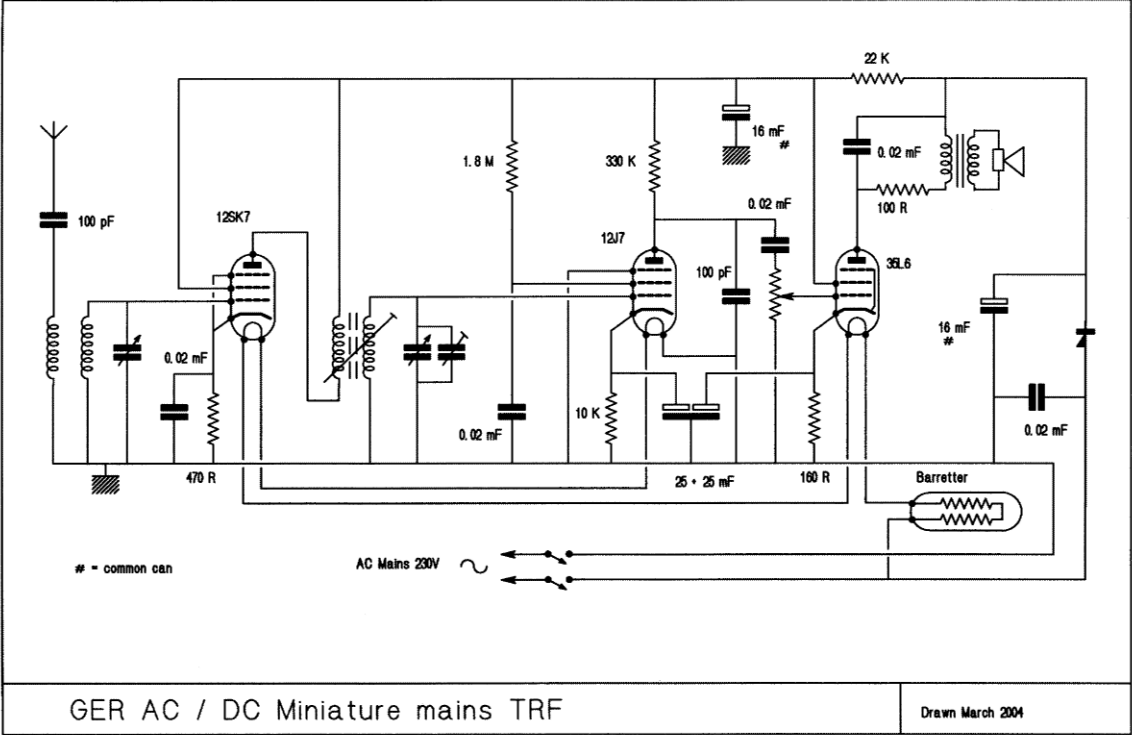 22 K
16 mF
#
0.02 mF
1.8 M
330 K
100 R
0.02 mF
100 pF
12SK7
12J7
35L6
100 pF
16 mF
#
0.02 mF
10 K
0.02 mF
0.02 mF
470 R
25 + 25 mF
160 R
Barretter
# = common can
AC Mains 230V
GER AC / DC Miniature mains TRF
Drawn March 2004